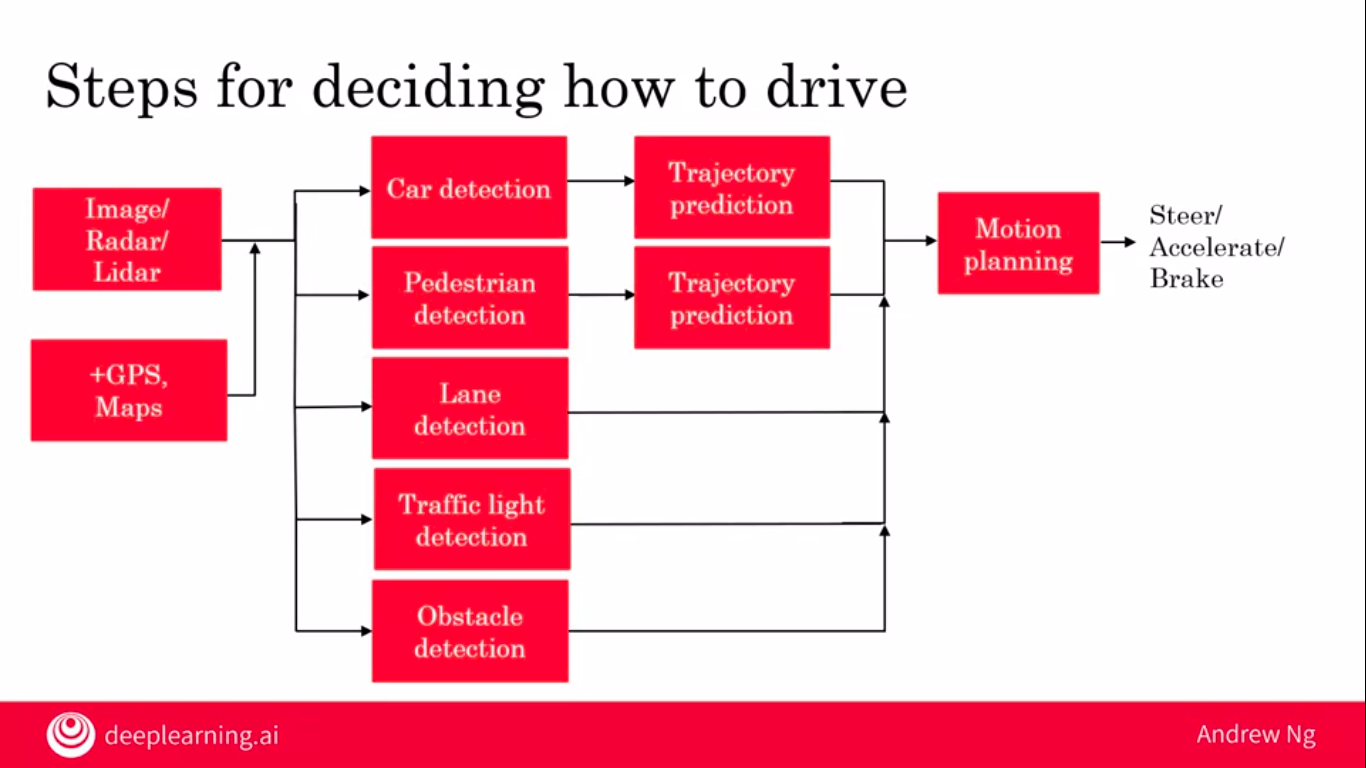 Steps for deciding how to drive
Image/
Radar/
Lidar
+GPS,
Maps
Car detection
Trajectory
prediction
Pedestrian
detection
Trajectory
prediction
Lane
detection
Traffic light
detection
Obstacle
detection
Motion
planning
Steer/
Accelerate/
Brake
deeplearning.ai
Andrew Ng